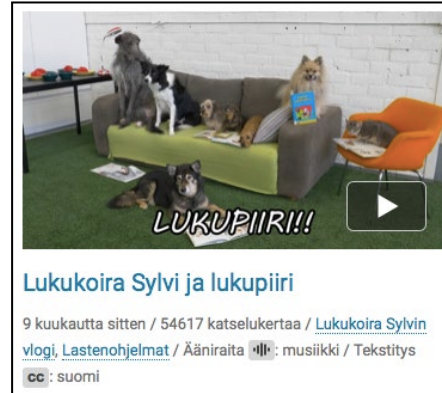 LUKUPIIRI!!
Lukukoira Sylvi ja lukupiiri
9 kuukautta sitten / 54617 katselukertaa / Lukukoira Sylvin
vlogi, Lastenohjelmat / Ääniraita : musiikki / Tekstitys
cc : suomi